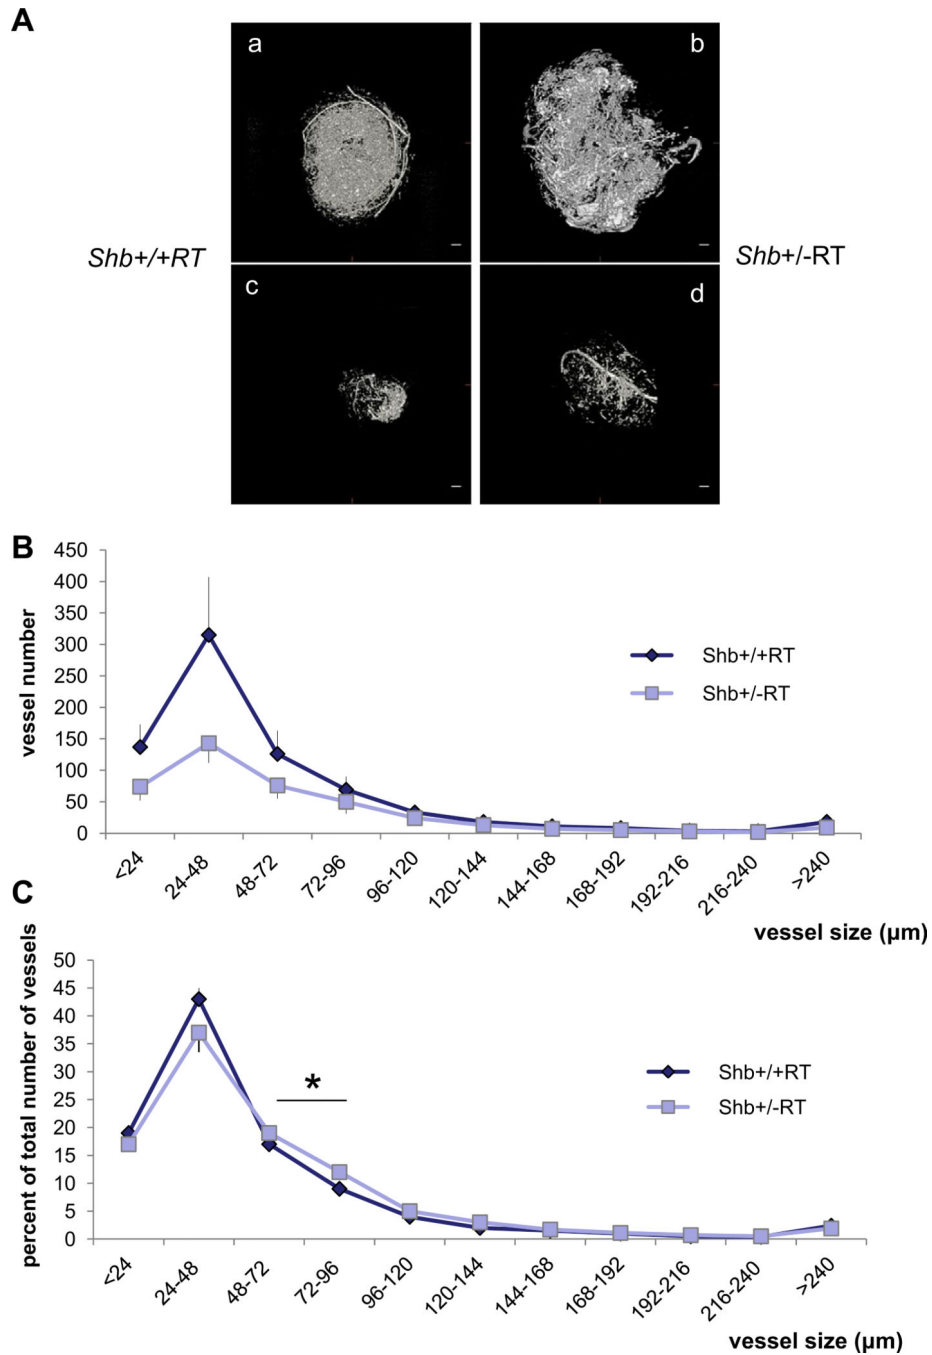 A
a
b
Shb+/+RT
Shb+/-RT
c
d
B
450
400
350
300
250
200
150
100
50
0
vessel number
Shb+/+RT
Shb+/-RT
<24
24-48
48-72
72-96
96-120
120-144
144-168
168-192
192-216
216-240
>240
vessel size (µm)
C
50
45
40
35
30
25
20
15
10
5
0
percent of total number of vessels
*
Shb+/+RT
Shb+/-RT
<24
24-48
48-72
72-96
96-120
120-144
144-168
168-192
192-216
216-240
>240
vessel size (µm)